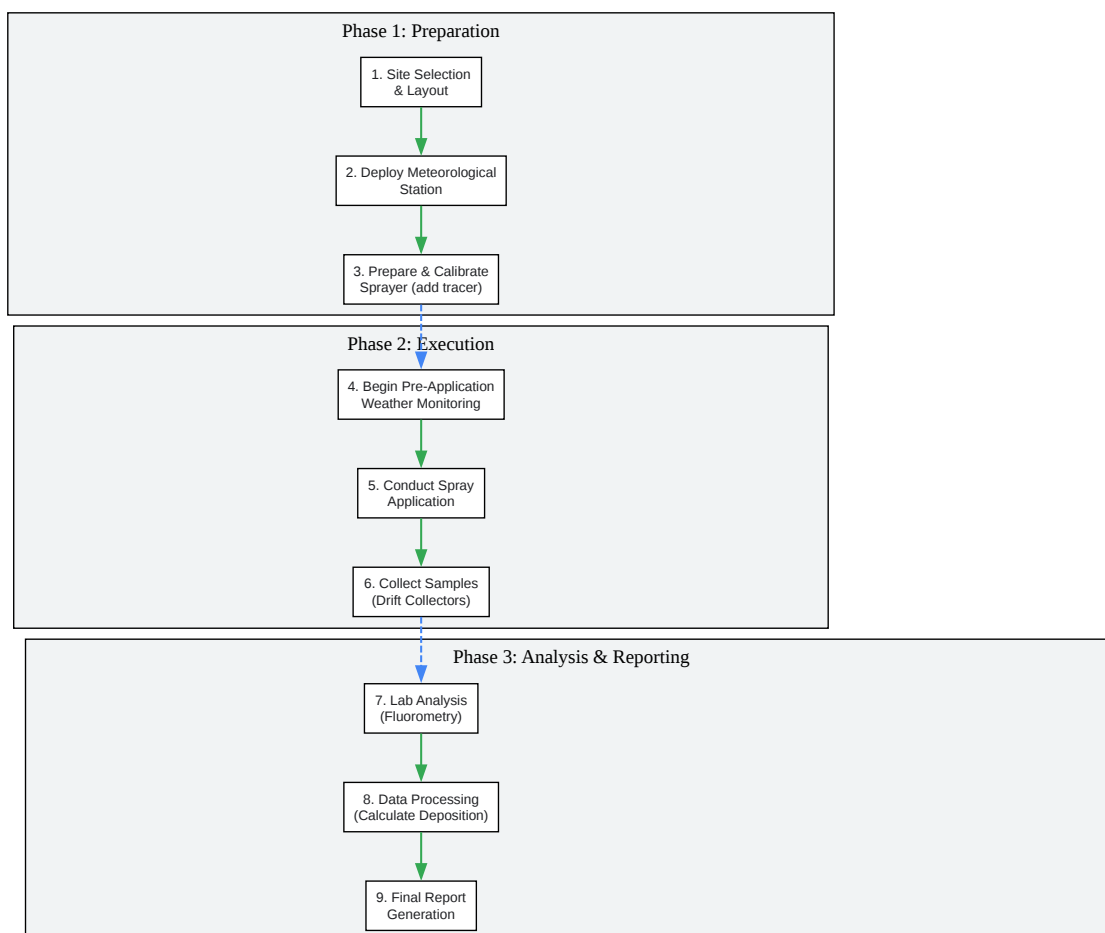 Phase 1: Preparation
1. Site Selection
& Layout
2. Deploy Meteorological
Station
3. Prepare & Calibrate
Sprayer (add tracer)
Phase 2: Execution
4. Begin Pre-Application
Weather Monitoring
5. Conduct Spray
Application
6. Collect Samples
(Drift Collectors)
Phase 3: Analysis & Reporting
7. Lab Analysis
(Fluorometry)
8. Data Processing
(Calculate Deposition)
9. Final Report
Generation